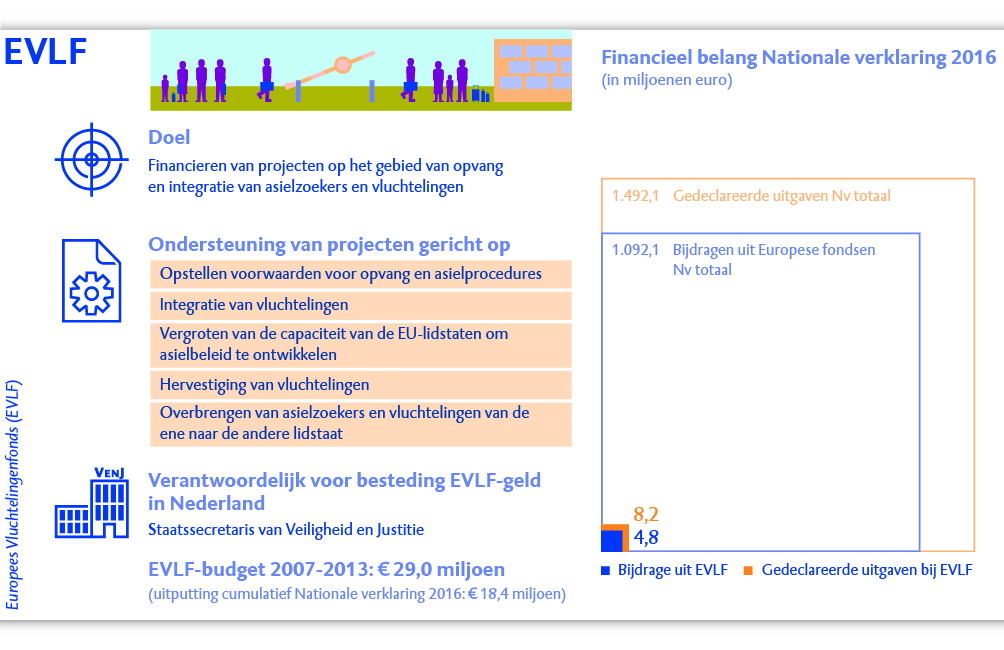 EVLF
Doel
Financieren van projecten op het gebied van opvang
en integratie van asielzoekers en vluchtelingen
Ondersteuning van projecten gericht op
Opstellen voorwaarden voor opvang en asielprocedures
Integratie van vluchtelingen
Vergroten van de capaciteit van de EU-lidstaten om
asielbeleid te ontwikkelen
Hervestiging van vluchtelingen
Overbrengen van asielzoekers en vluchtelingen van de
ene naar de andere lidstaat
VENJ
Verantwoordelijk voor besteding EVLF-geld
in Nederland
Staatssecretaris van Veiligheid en Justitie
EVLF-budget 2007-2013: € 29,0 miljoen
(uitputting cumulatief Nationale verklaring 2016: € 18,4 miljoen)
Europees Vluchtelingenfonds (EVLF)
Financieel belang Nationale verklaring 2016
(in miljoenen euro)
1.492,1 Gedeclareerde uitgaven Nv totaal
1.092,1 Bijdragen uit Europese fondsen
Nv totaal
8,2
4,8
Bijdrage uit EVLF Gedeclareerde uitgaven bij EVLF